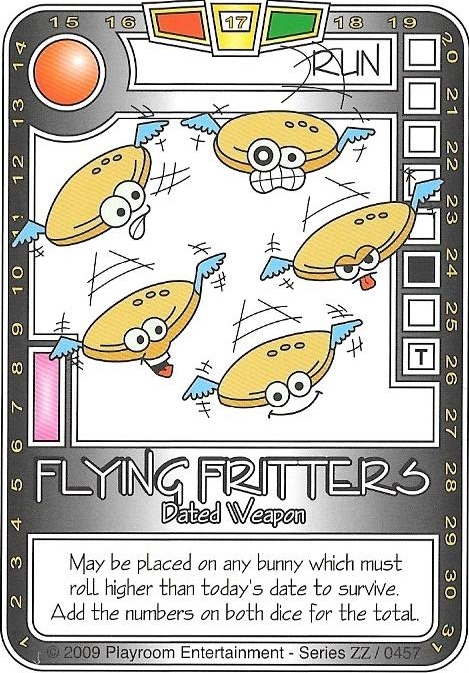 15 16 17 18 19
RUN
14
13
12
11
10
9
8
7
6
5
4
3
2
1
20
21
22
23
24
25
26
27
28
29
30
31
T
FLYING FRITTERS
Dated Weapon
May be placed on any bunny which must
roll higher than today's date to survive.
Add the numbers on both dice for the total.
© 2009 Playroom Entertainment - Series ZZ / 0457